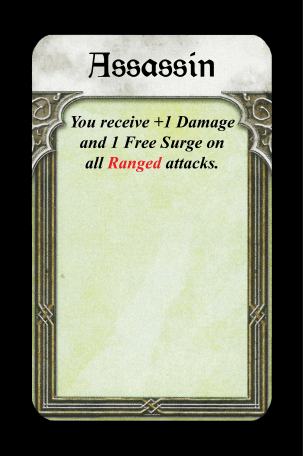 Assassin
You receive +1 Damage
and 1 Free Surge on
all Ranged attacks.